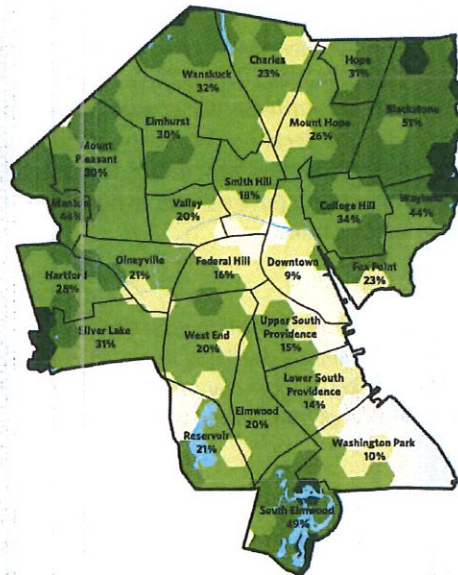 Charles
23%
Hope
31%
Wanskuck
32%
Blackstone
51%
Elmhurst
30%
Mount Hope
26%
Mount
Pleasant
30%
Smith Hill
18%
Manton
44%
Valley
20%
College Hill
34%
Wayland
44%
Hartford
28%
Olneyville
21%
Federal Hill
16%
Downtown
9%
Fox Point
23%
Silver Lake
31%
West End
20%
Upper South
Providence
15%
Lower South
Providence
14%
Elmwood
20%
Reservoir
21%
Washington Park
10%
South Elmwood
49%